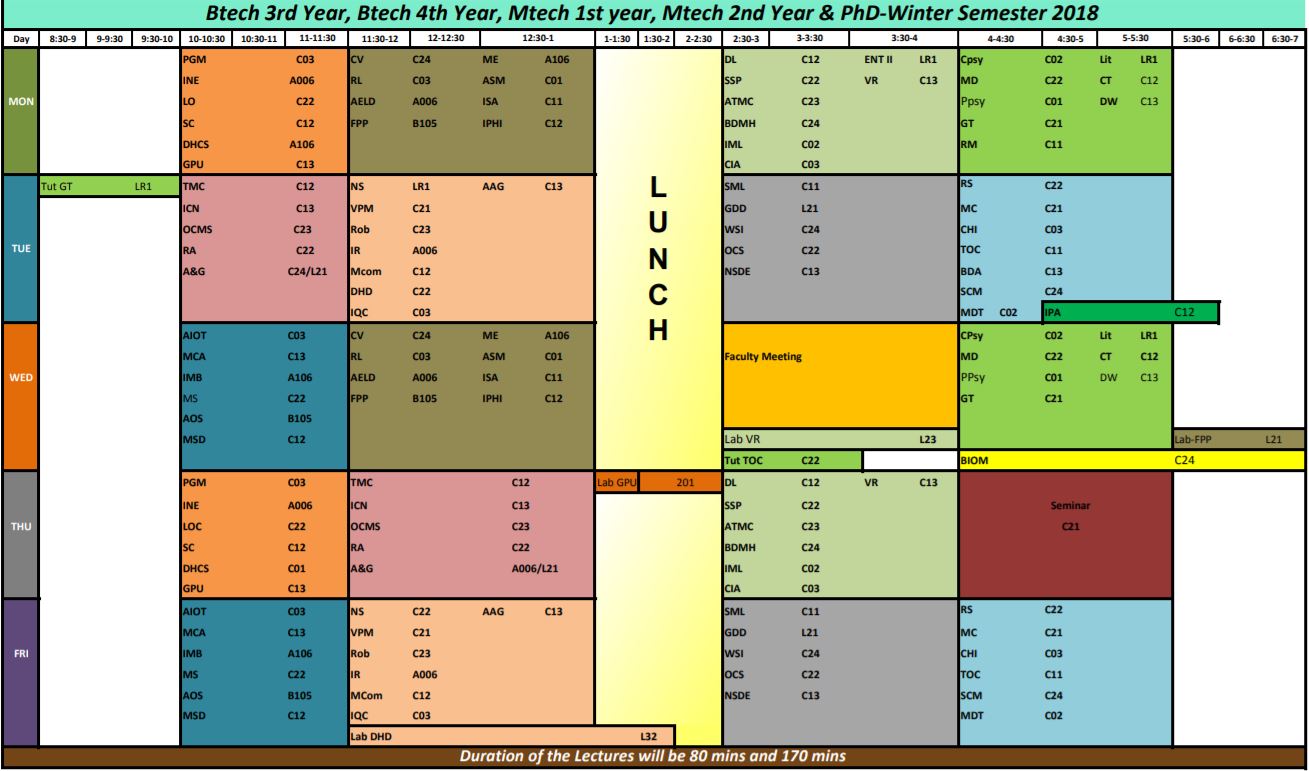 Btech 3rd Year, Btech 4th Year, Mtech 1st year, Mtech 2nd Year & PhD-Winter Semester 2018
Day 8:30-9 9-9:30 9:30-10 10-10:30 10:30-11 11-11:30 11:30-12 12-12:30 12:30-1 1-1:30 1:30-2 2-2:30 2:30-3 3-3:30 3:30-4 4-4:30 4:30-5 5-5:30 5:30-6 6-6:30 6:30-7
PGM C03 CV C24 ME A106 DL C12 ENT II LR1 Cpsy C02 Lit LR1
INE A006 RL C03 ASM C01 SSP C22 VR C13 MD C22 CT C12
MON LO C22 AELD A006 ISA C11 ATMC C23 Ppsy C01 DW C13
SC C12 FPP B105 IPHI C12 BDMH C24 GT C21
DHCS A106 IML C02 RM C11
GPU C13 CIA C03
Tut GT LR1 TMC C12 NS LR1 AAG C13 L SML C11 RS C22
ICN C13 VPM C21 U GDD L21 MC C21
OCMS C23 Rob C23 WSI C24 CHI C03
TUE RA C22 IR A006 N OCS C22 TOC C11
A&G C24/L21 Mcom C12 NSDE C13 BDA C13
DHD C22 C SCM C24
IQC C03 MDT C02 IPA C12
AIOT C03 CV C24 ME A106 H CPsy C02 Lit LR1
MCA C13 RL C03 ASM C01 Faculty Meeting MD C22 CT C12
WED IMB A106 AELD A006 ISA C11 PPsy C01 DW C13
MS C22 FPP B105 IPHI C12 GT C21
AOS B105
MSD C12 Lab VR L23 Lab-FPP L21
Tut TOC C22 BIOM C24
PGM C03 TMC C12 Lab GPU 201 DL C12 VR C13
INE A006 ICN C13 SSP C22 Seminar
THU LOC C22 OCMS C23 ATMC C23 C21
SC C12 RA C22 BDMH C24
DHCS C01 A&G A006/L21 IML C02
GPU C13 CIA C03
AIOT C03 NS C22 AAG C13 SML C11 RS C22
MCA C13 VPM C21 GDD L21 MC C21
FRI IMB A106 Rob C23 WSI C24 CHI C03
MS C22 IR A006 OCS C22 TOC C11
AOS B105 MCom C12 NSDE C13 SCM C24
MSD C12 IQC C03 MDT C02
Lab DHD L32
Duration of the Lectures will be 80 mins and 170 mins